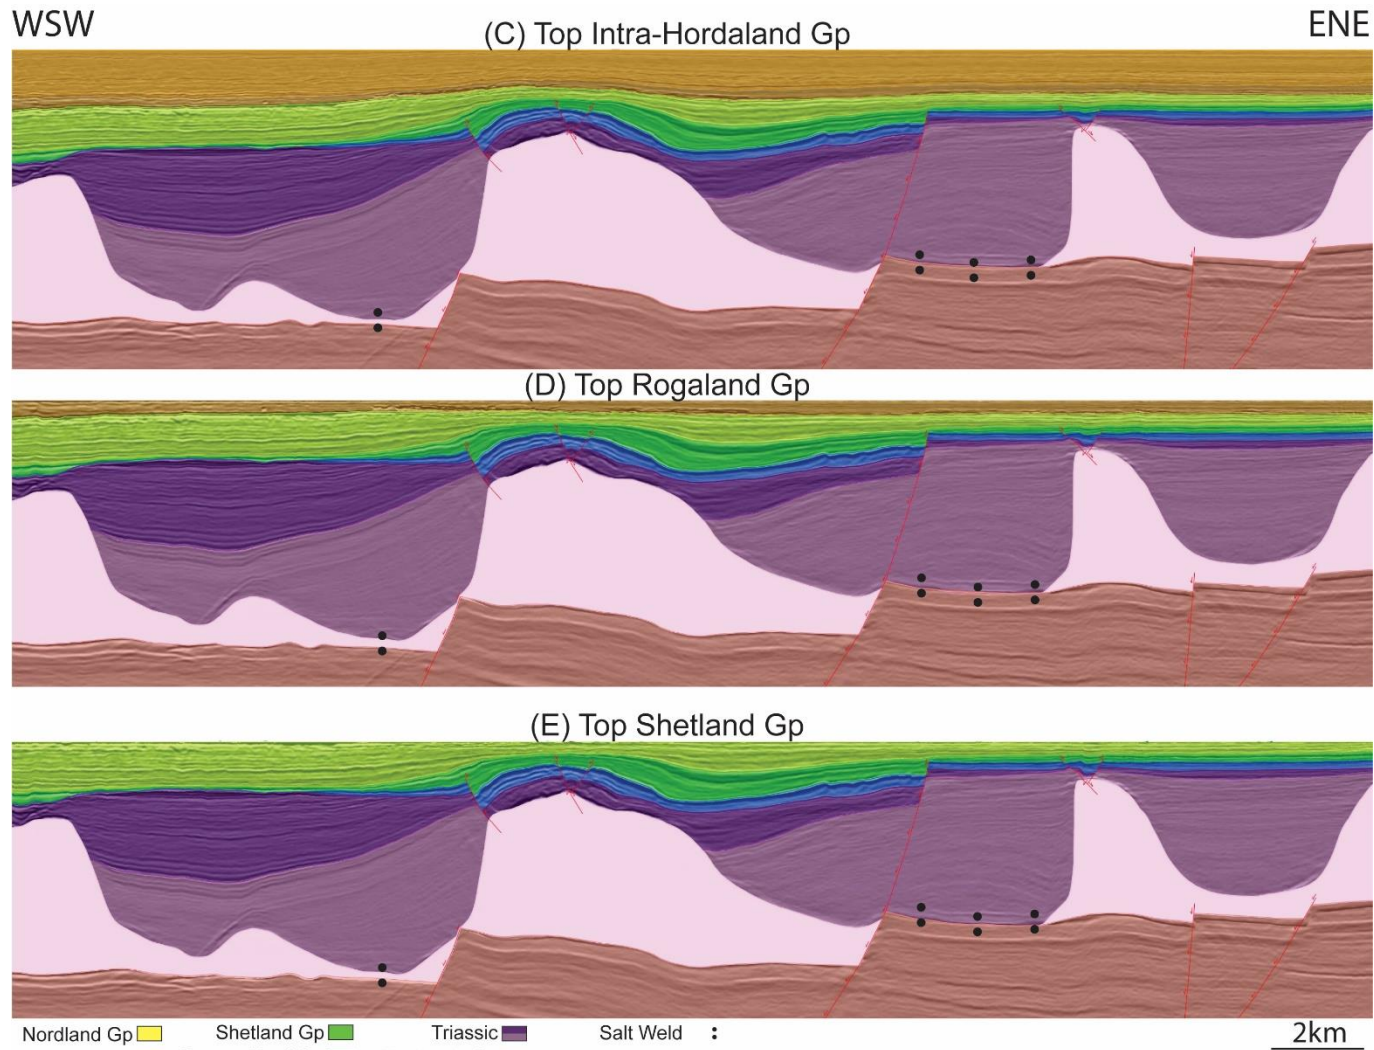 WSW
ENE
(C) Top Intra-Hordaland Gp
(D) Top Rogaland Gp
(E) Top Shetland Gp
Nordland Gp
Shetland Gp
Triassic
Salt Weld :
2km